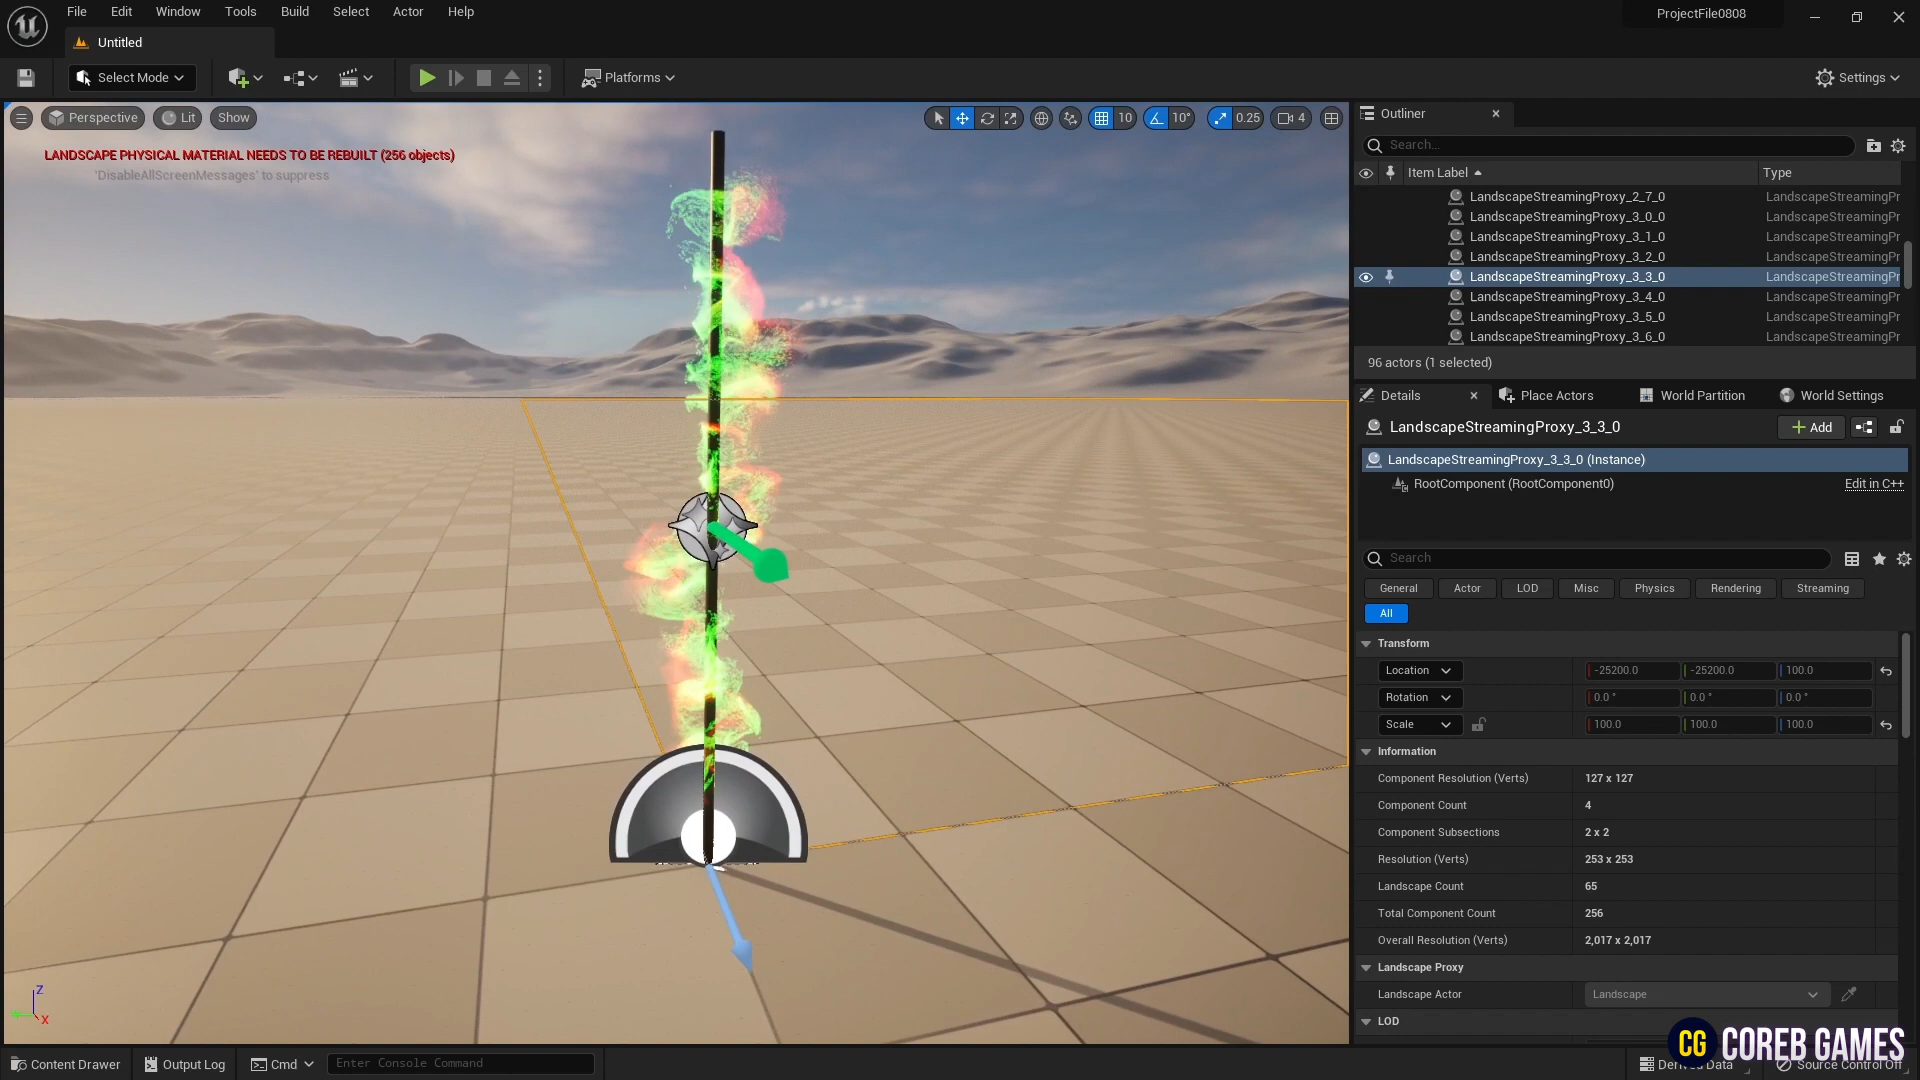 File Edit Window Tools Build Select Actor Help
ProjectFile0808
Untitled
Select Mode
Platforms
Settings
Perspective Lit Show
10 10° 0.25 4
LANDSCAPE PHYSICAL MATERIAL NEEDS TO BE REBUILT (256 objects)
'DisableAllScreenMessages' to suppress
Z
X
Outliner
Search...
Item Label Type
LandscapeStreamingProxy_2_7_0 LandscapeStreamingPr
LandscapeStreamingProxy_3_0_0 LandscapeStreamingPr
LandscapeStreamingProxy_3_1_0 LandscapeStreamingPr
LandscapeStreamingProxy_3_2_0 LandscapeStreamingPr
LandscapeStreamingProxy_3_3_0 LandscapeStreamingPr
LandscapeStreamingProxy_3_4_0 LandscapeStreamingPr
LandscapeStreamingProxy_3_5_0 LandscapeStreamingPr
LandscapeStreamingProxy_3_6_0 LandscapeStreamingPr
96 actors (1 selected)
Details Place Actors World Partition World Settings
LandscapeStreamingProxy_3_3_0 Add
LandscapeStreamingProxy_3_3_0 (Instance)
RootComponent (RootComponent0) Edit in C++
Search
General Actor LOD Misc Physics Rendering Streaming
All
Transform
Location -25200.0 -25200.0 100.0
Rotation 0.0 ° 0.0 ° 0.0 °
Scale 100.0 100.0 100.0
Information
Component Resolution (Verts) 127 x 127
Component Count 4
Component Subsections 2 x 2
Resolution (Verts) 253 x 253
Landscape Count 65
Total Component Count 256
Overall Resolution (Verts) 2,017 x 2,017
Landscape Proxy
Landscape Actor Landscape
LOD
CG COREB GAMES
Content Drawer Output Log Cmd Enter Console Command
Data Source Control Off